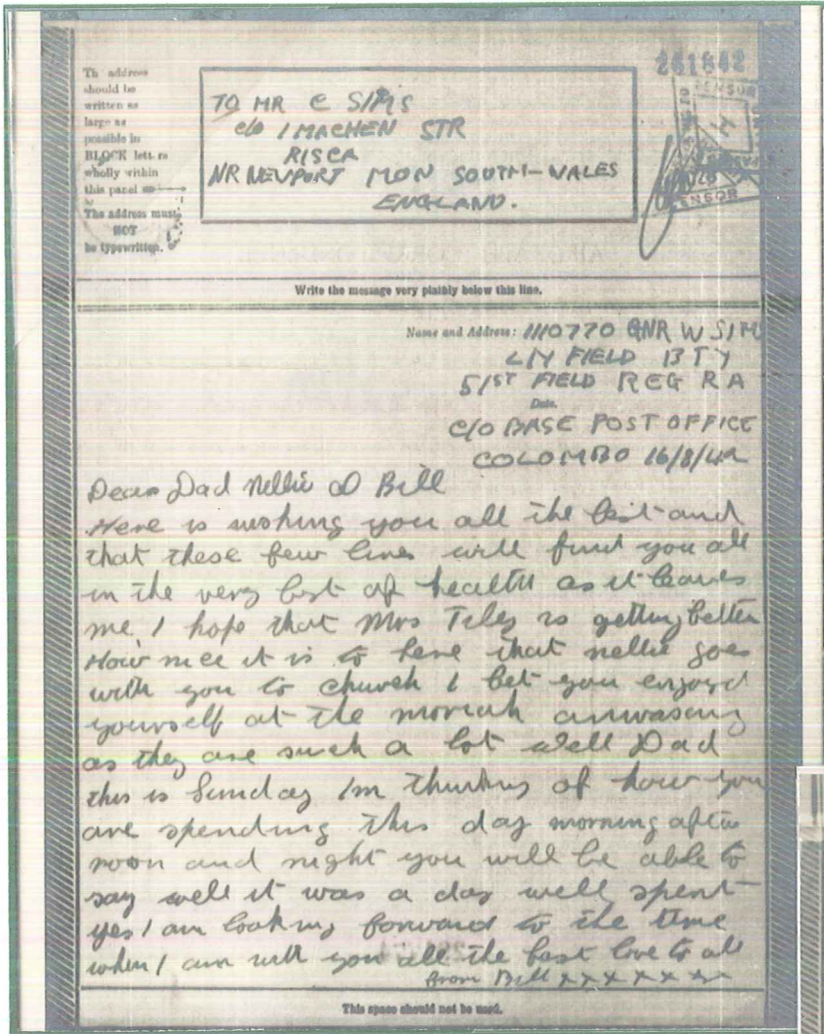 261842
Th address
should be
written as
large as
possible in
BLOCK lett.rs
wholly within
this panel
The address must
NOT
be typewritten.
TO MR C SIMS
c/o 1 MACHEN STR
RISCA
NR NEWPORT MON SOUTH-WALES
ENGLAND.
CENSOR
Write the message very plainly below this line.
Name and Address: 1110770 GNR W SIM
FIELD BTY
51ST FIELD REG RA
Date.
C/O BASE POST OFFICE
COLOMBO 16/8/42
Dear Dad Nellie & Bill
Here is wishing you all the best and
that these few lines will find you all
in the very best of health as it leaves
me I hope that Mrs Tiley is getting better
How nice it is to here that nellie goes
with you to church I bet you enjoyd
yourself at the moriah
as they are such a lot well Dad
this is Sunday Im thinking of how you
are spending this day morning after
noon and night you will be able to
say well it was a day well spent
yes I am looking forward to the time
when I am with you all the best love to all
from Bill x x x x x x x
This space should not be used.